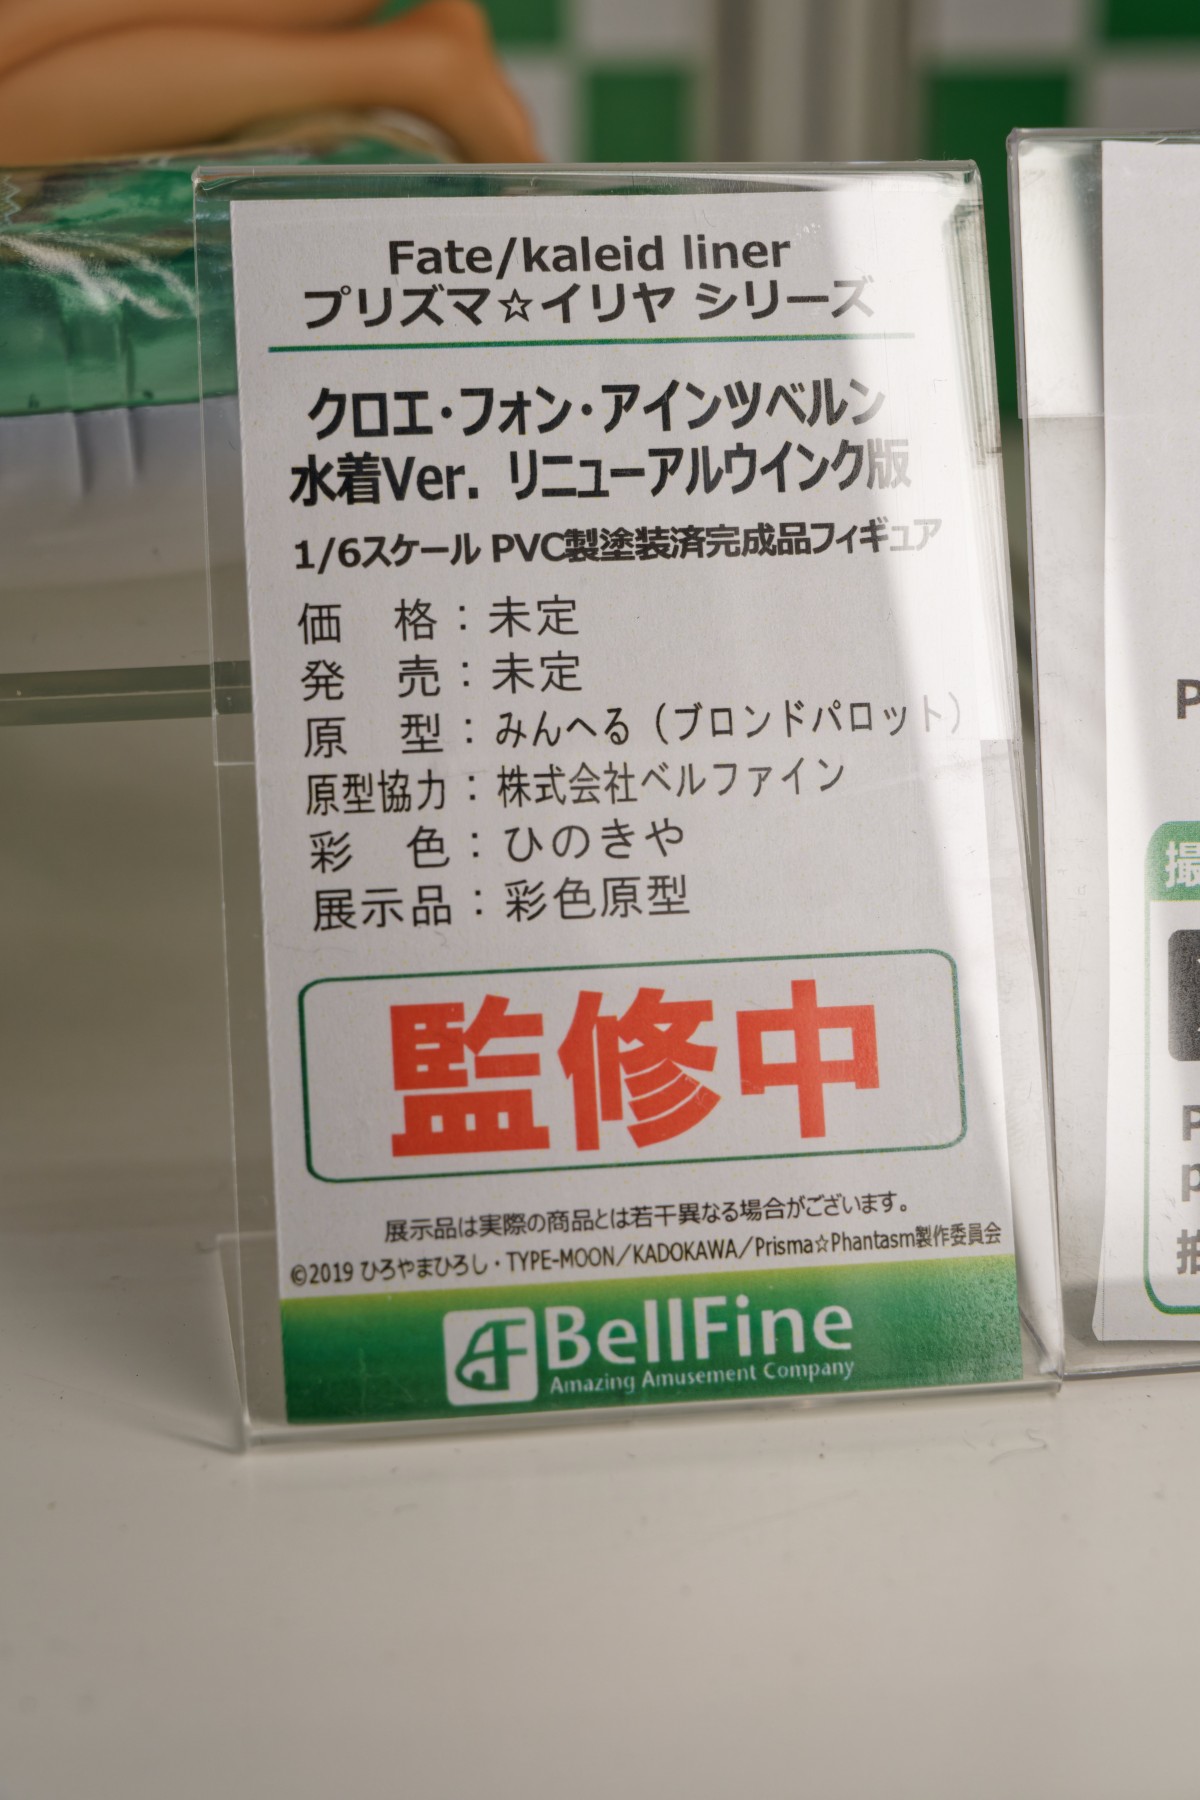 Fate/kaleid liner
プリズマ☆イリヤ シリーズ
クロエ・フォン・アインツベルン
水着Ver. リニューアルウインク版
1/6スケール PVC製塗装済完成品フィギュア
価 格：未定
発 売：未定
原 型：みんへる（ブロンドパロット）
原型協力：株式会社ベルファイン
彩 色：ひのきや
展示品：彩色原型
監修中
展示品は実際の商品とは若干異なる場合がございます。
©2019 ひろやまひろし・TYPE-MOON／KADOKAWA／Prisma☆Phantasm製作委員会
BellFine
Amazing Amusement Company
P
撮
P
p